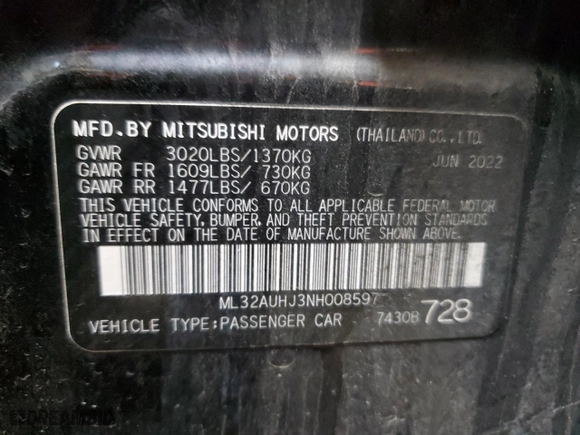 MFD.BY MITSUBISHI MOTORS (THAILAND)CO.,LTD.
GVWR 3020LBS/1370KG JUN 2022
GAWR FR 1609LBS/ 730KG
GAWR RR 1477LBS/ 670KG
THIS VEHICLE CONFORMS TO ALL APPLICABLE FEDERAL MOTOR
VEHICLE SAFETY, BUMPER, AND THEFT PREVENTION STANDARDS
IN EFFECT ON THE DATE OF MANUFACTURE SHOWN ABOVE.
ML32AUHJ3NH008597
VEHICLE TYPE:PASSENGER CAR 74308 728